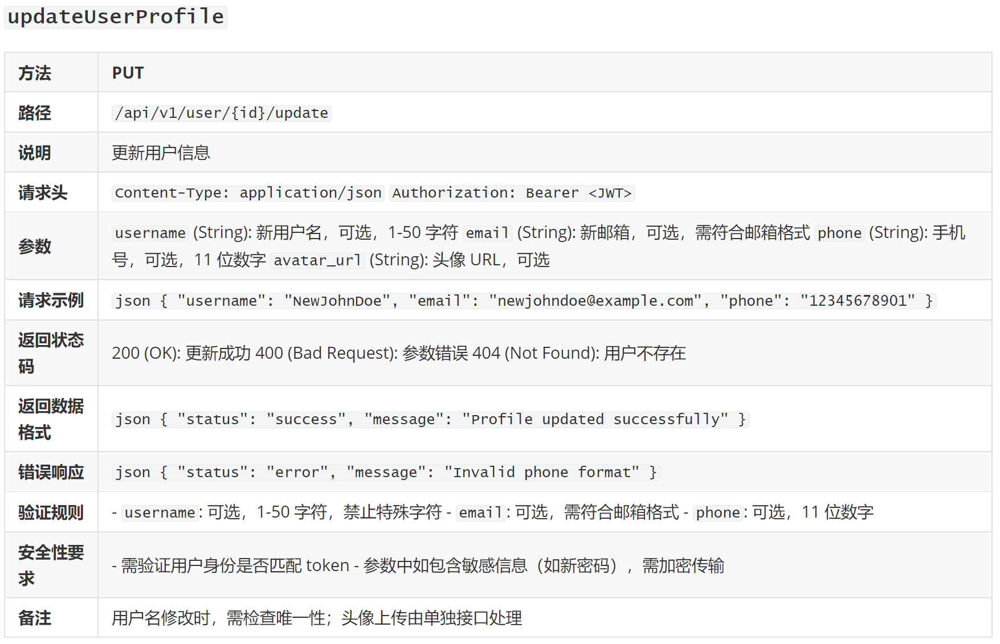 updateUserProfile
方法 PUT
路径 /api/v1/user/{id}/update
说明 更新用户信息
请求头 Content-Type: application/json Authorization: Bearer <JWT>
参数 username (String): 新用户名，可选，1-50 字符 email (String): 新邮箱，可选，需符合邮箱格式 phone (String): 手机
号，可选，11 位数字 avatar_url (String): 头像 URL，可选
请求示例 json { "username": "NewJohnDoe", "email": "newjohndoe@example.com", "phone": "12345678901" }
返回状态
码
200 (OK): 更新成功 400 (Bad Request): 参数错误 404 (Not Found): 用户不存在
返回数据
格式
json { "status": "success", "message": "Profile updated successfully" }
错误响应 json { "status": "error", "message": "Invalid phone format" }
验证规则 - username: 可选，1-50 字符，禁止特殊字符 - email: 可选，需符合邮箱格式 - phone: 可选，11 位数字
安全性要
求
- 需验证用户身份是否匹配 token - 参数中如包含敏感信息（如新密码），需加密传输
备注 用户名修改时，需检查唯一性；头像上传由单独接口处理